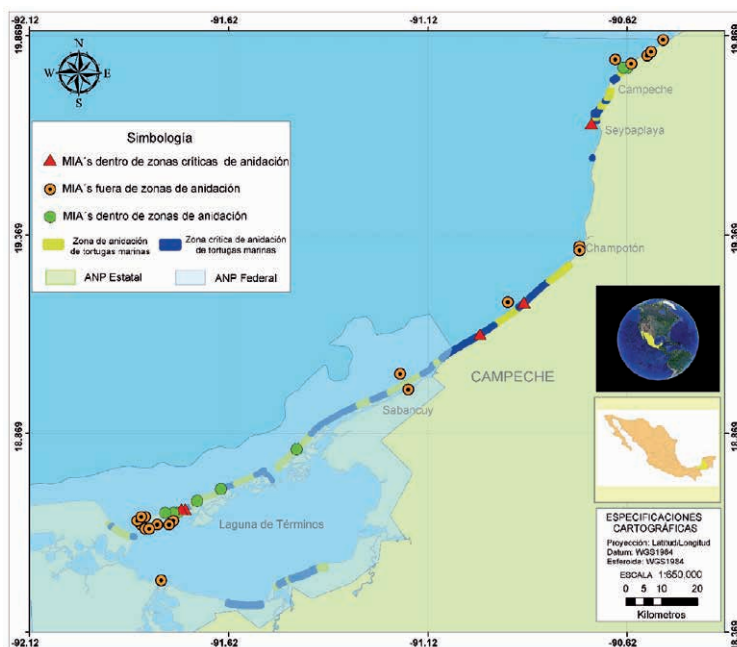 -92.12 -91.62 -91.12 -90.62
19.869 19.869
N
W E
S
Simbología
MIA´s dentro de zonas críticas de anidación
MIA´s fuera de zonas de anidación
MIA´s dentro de zonas de anidación
Zona de anidación de tortugas marinas
Zona crítica de anidación de tortugas marinas
ANP Estatal
ANP Federal
Campeche
Seybaplaya
19.369 19.369
Champotón
CAMPECHE
Sabancuy
18.869 18.869
Laguna de Términos
ESPECIFICACIONES
CARTOGRÁFICAS
Proyección: Latitud/Longitud
Datum: WGS1984
Esferoide: WGS1984
ESCALA 1:650,000
0 5 10 20
Kilometros
18.369
-92.12 -91.62 -91.12 -90.62